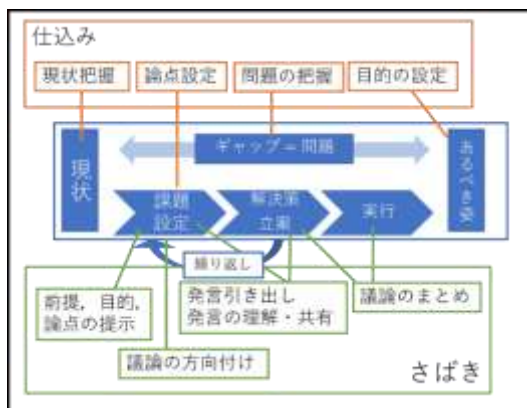 仕込み
現状把握
論点設定
問題の把握
目的の設定
現状
ギャップ＝問題
あるべき姿
課題
設定
解決策
立案
実行
繰り返し
前提，目的，
論点の提示
発言引き出し
発言の理解・共有
議論のまとめ
議論の方向付け
さばき